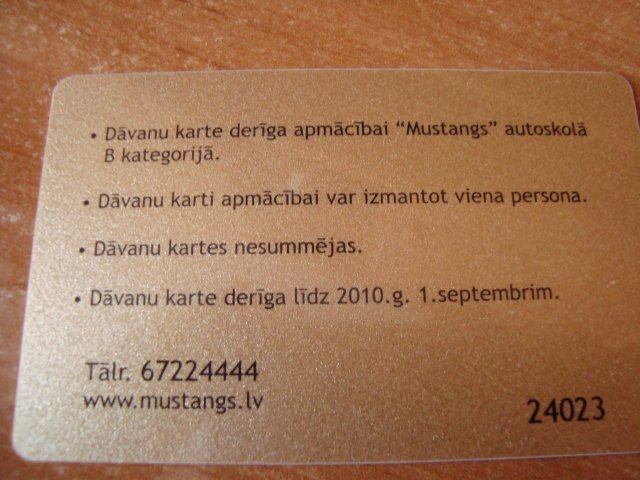 • Dāvanu karte derīga apmācībai “Mustangs” autoskolā
B kategorijā.
• Dāvanu karti apmācībai var izmantot viena persona.
• Dāvanu kartes nesummējas.
• Dāvanu karte derīga līdz 2010.g. 1.septembrim.
Tālr. 67224444
www.mustangs.lv
24023